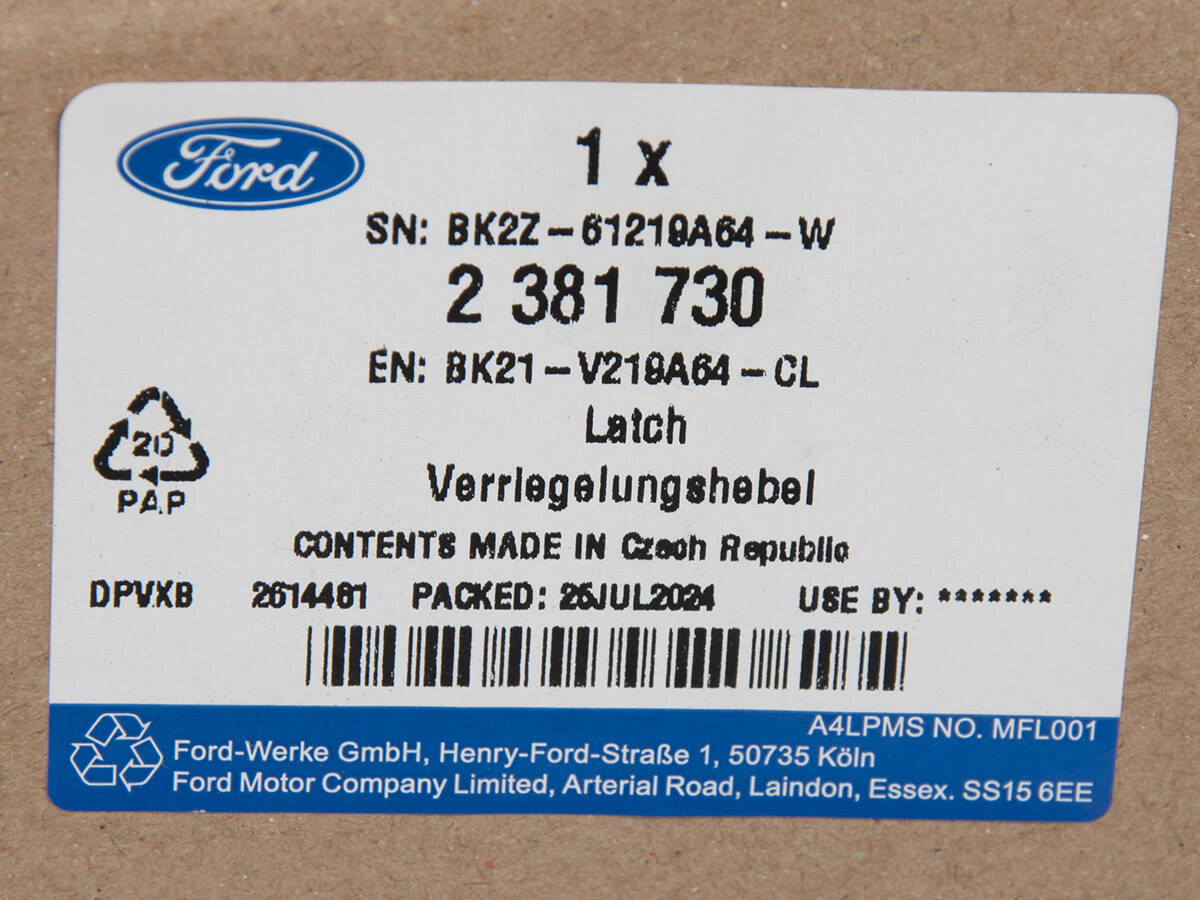 Ford
1 x
SN: BK2Z-61219A64-W
2 381 730
EN: BK21-V219A64-CL
Latch
Verriegelungshebel
20
PAP
CONTENTS MADE IN Czech Republic
DPVXB 2614461 PACKED: 25JUL2024 USE BY: *******
A4LPMS NO. MFL001
Ford-Werke GmbH, Henry-Ford-Straße 1, 50735 Köln
Ford Motor Company Limited, Arterial Road, Laindon, Essex. SS15 6EE